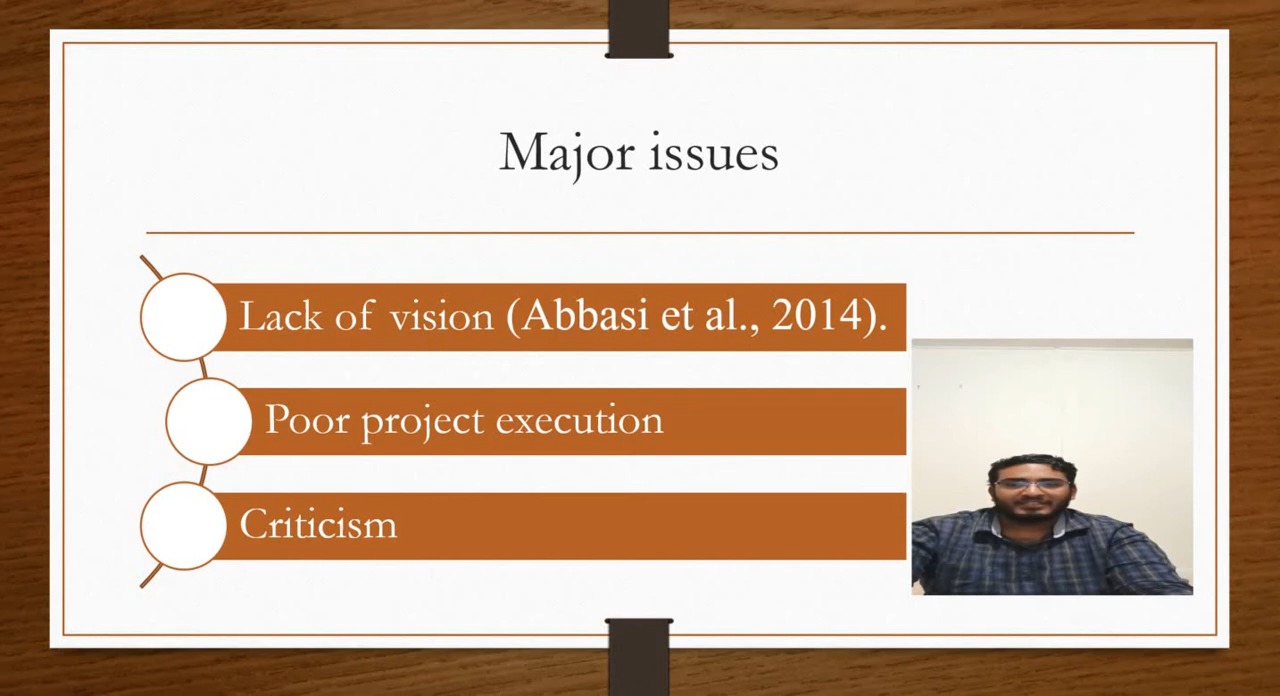 Major issues
Lack of vision (Abbasi et al., 2014).
Poor project execution
Criticism